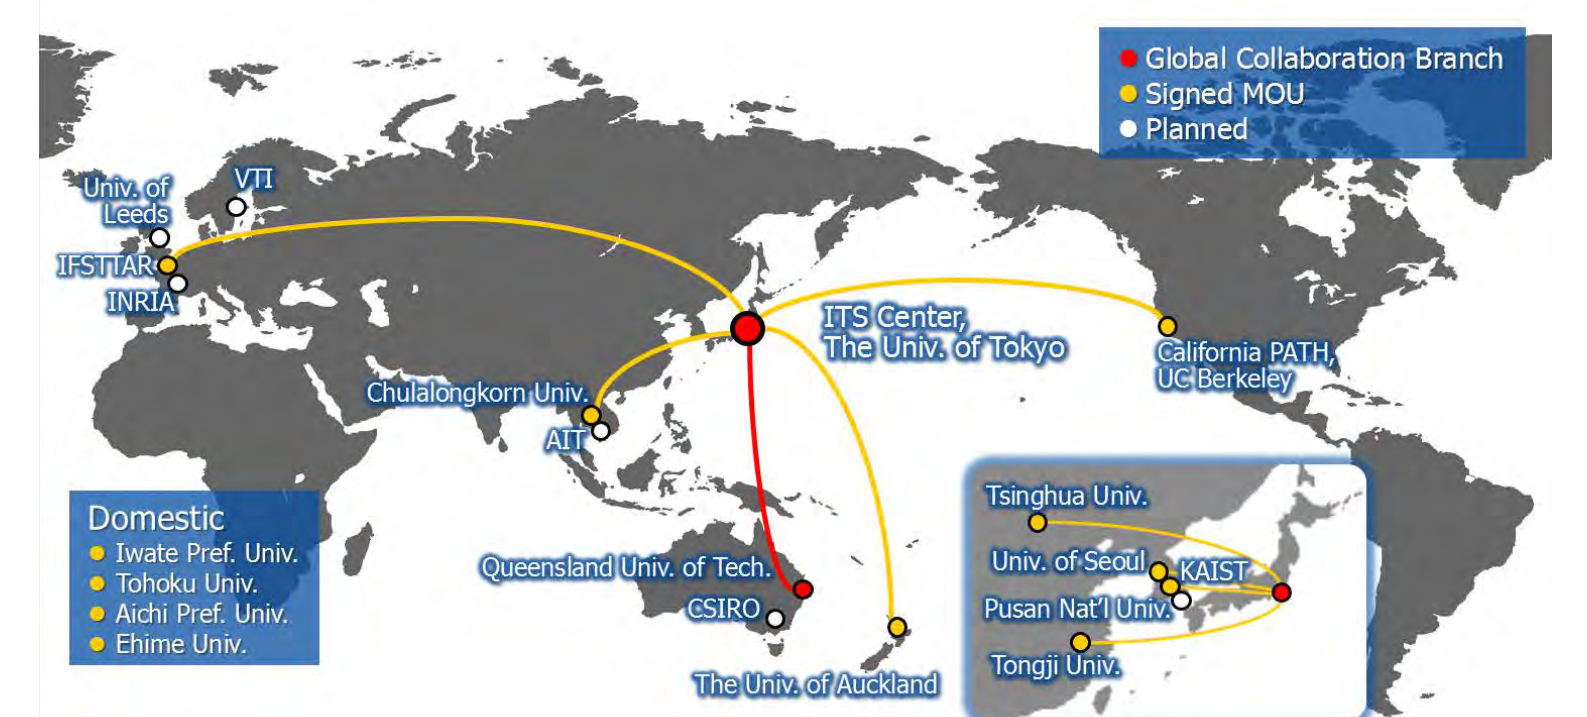 Global Collaboration Branch
Signed MOU
Planned
VTI
Univ. of
Leeds
IFSTTAR
INRIA
ITS Center,
The Univ. of Tokyo
California PATH,
UC Berkeley
Chulalongkorn Univ.
AIT
Queensland Univ. of Tech.
CSIRO
The Univ. of Auckland
Domestic
Iwate Pref. Univ.
Tohoku Univ.
Aichi Pref. Univ.
Ehime Univ.
Tsinghua Univ.
Univ. of Seoul
KAIST
Pusan Nat’l Univ.
Tongji Univ.